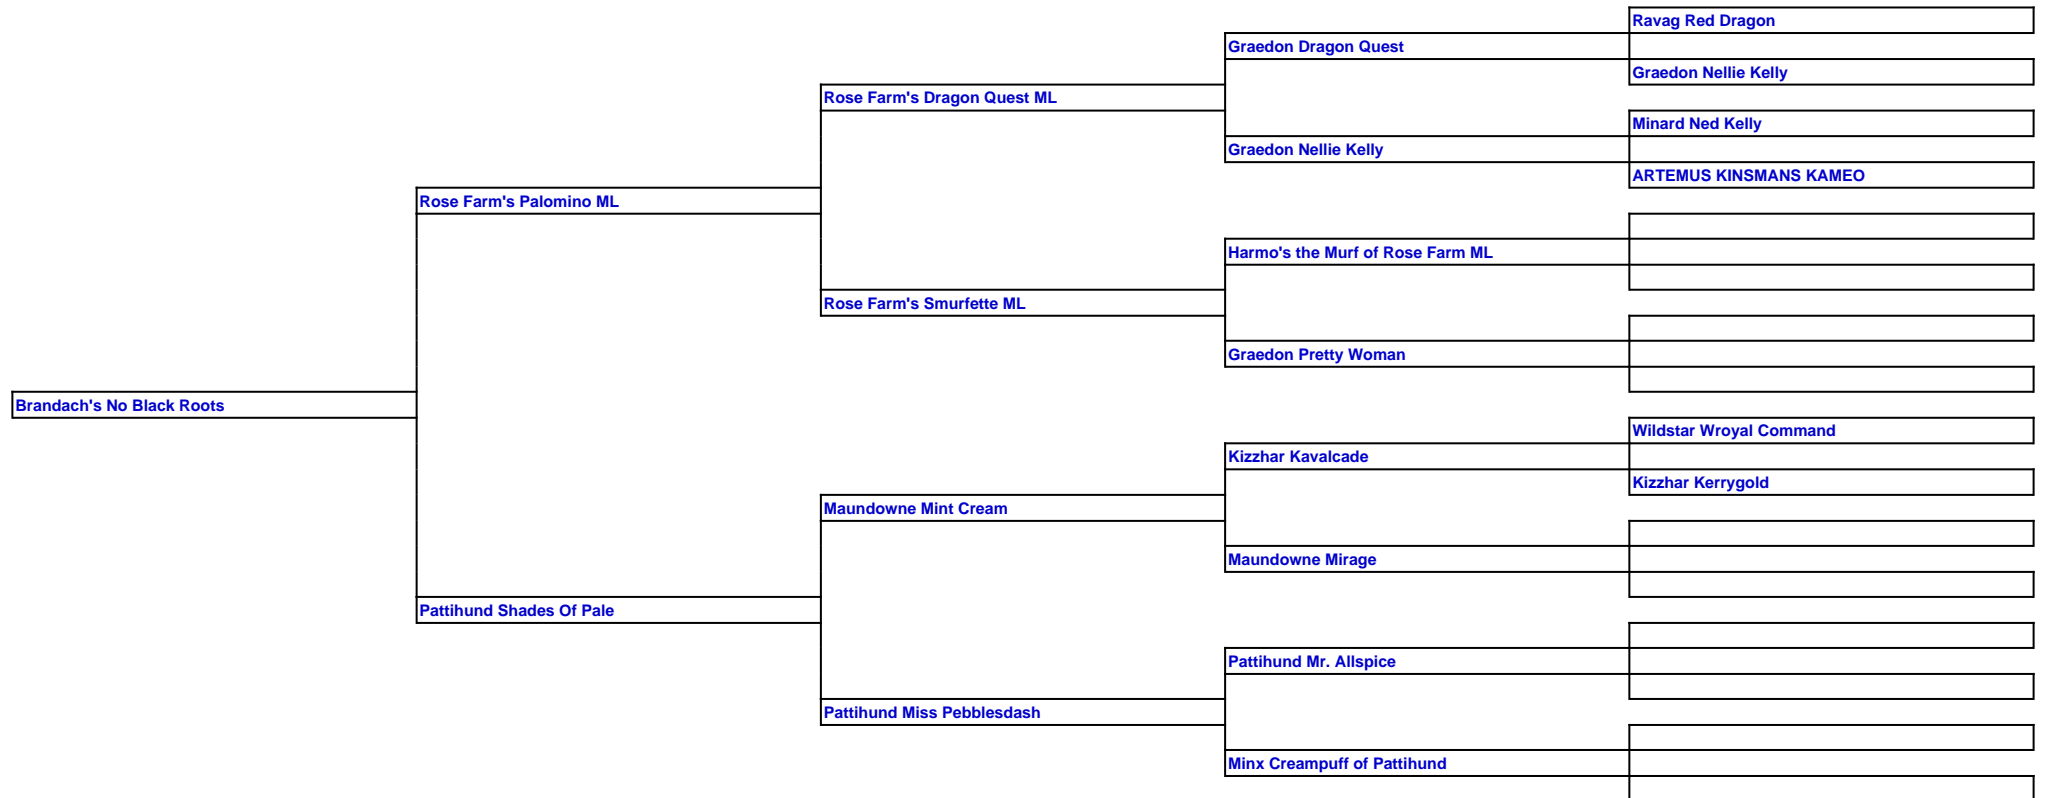 Ravag Red Dragon
Graedon Dragon Quest
Graedon Nellie Kelly
Rose Farm's Dragon Quest ML
Minard Ned Kelly
Graedon Nellie Kelly
ARTEMUS KINSMANS KAMEO
Rose Farm's Palomino ML
Harmo's the Murf of Rose Farm ML
Rose Farm's Smurfette ML
Graedon Pretty Woman
Brandach's No Black Roots
Wildstar Wroyal Command
Kizzhar Kavalcade
Kizzhar Kerrygold
Maundowne Mint Cream
Maundowne Mirage
Pattihund Shades Of Pale
Pattihund Mr. Allspice
Pattihund Miss Pebblesdash
Minx Creampuff of Pattihund